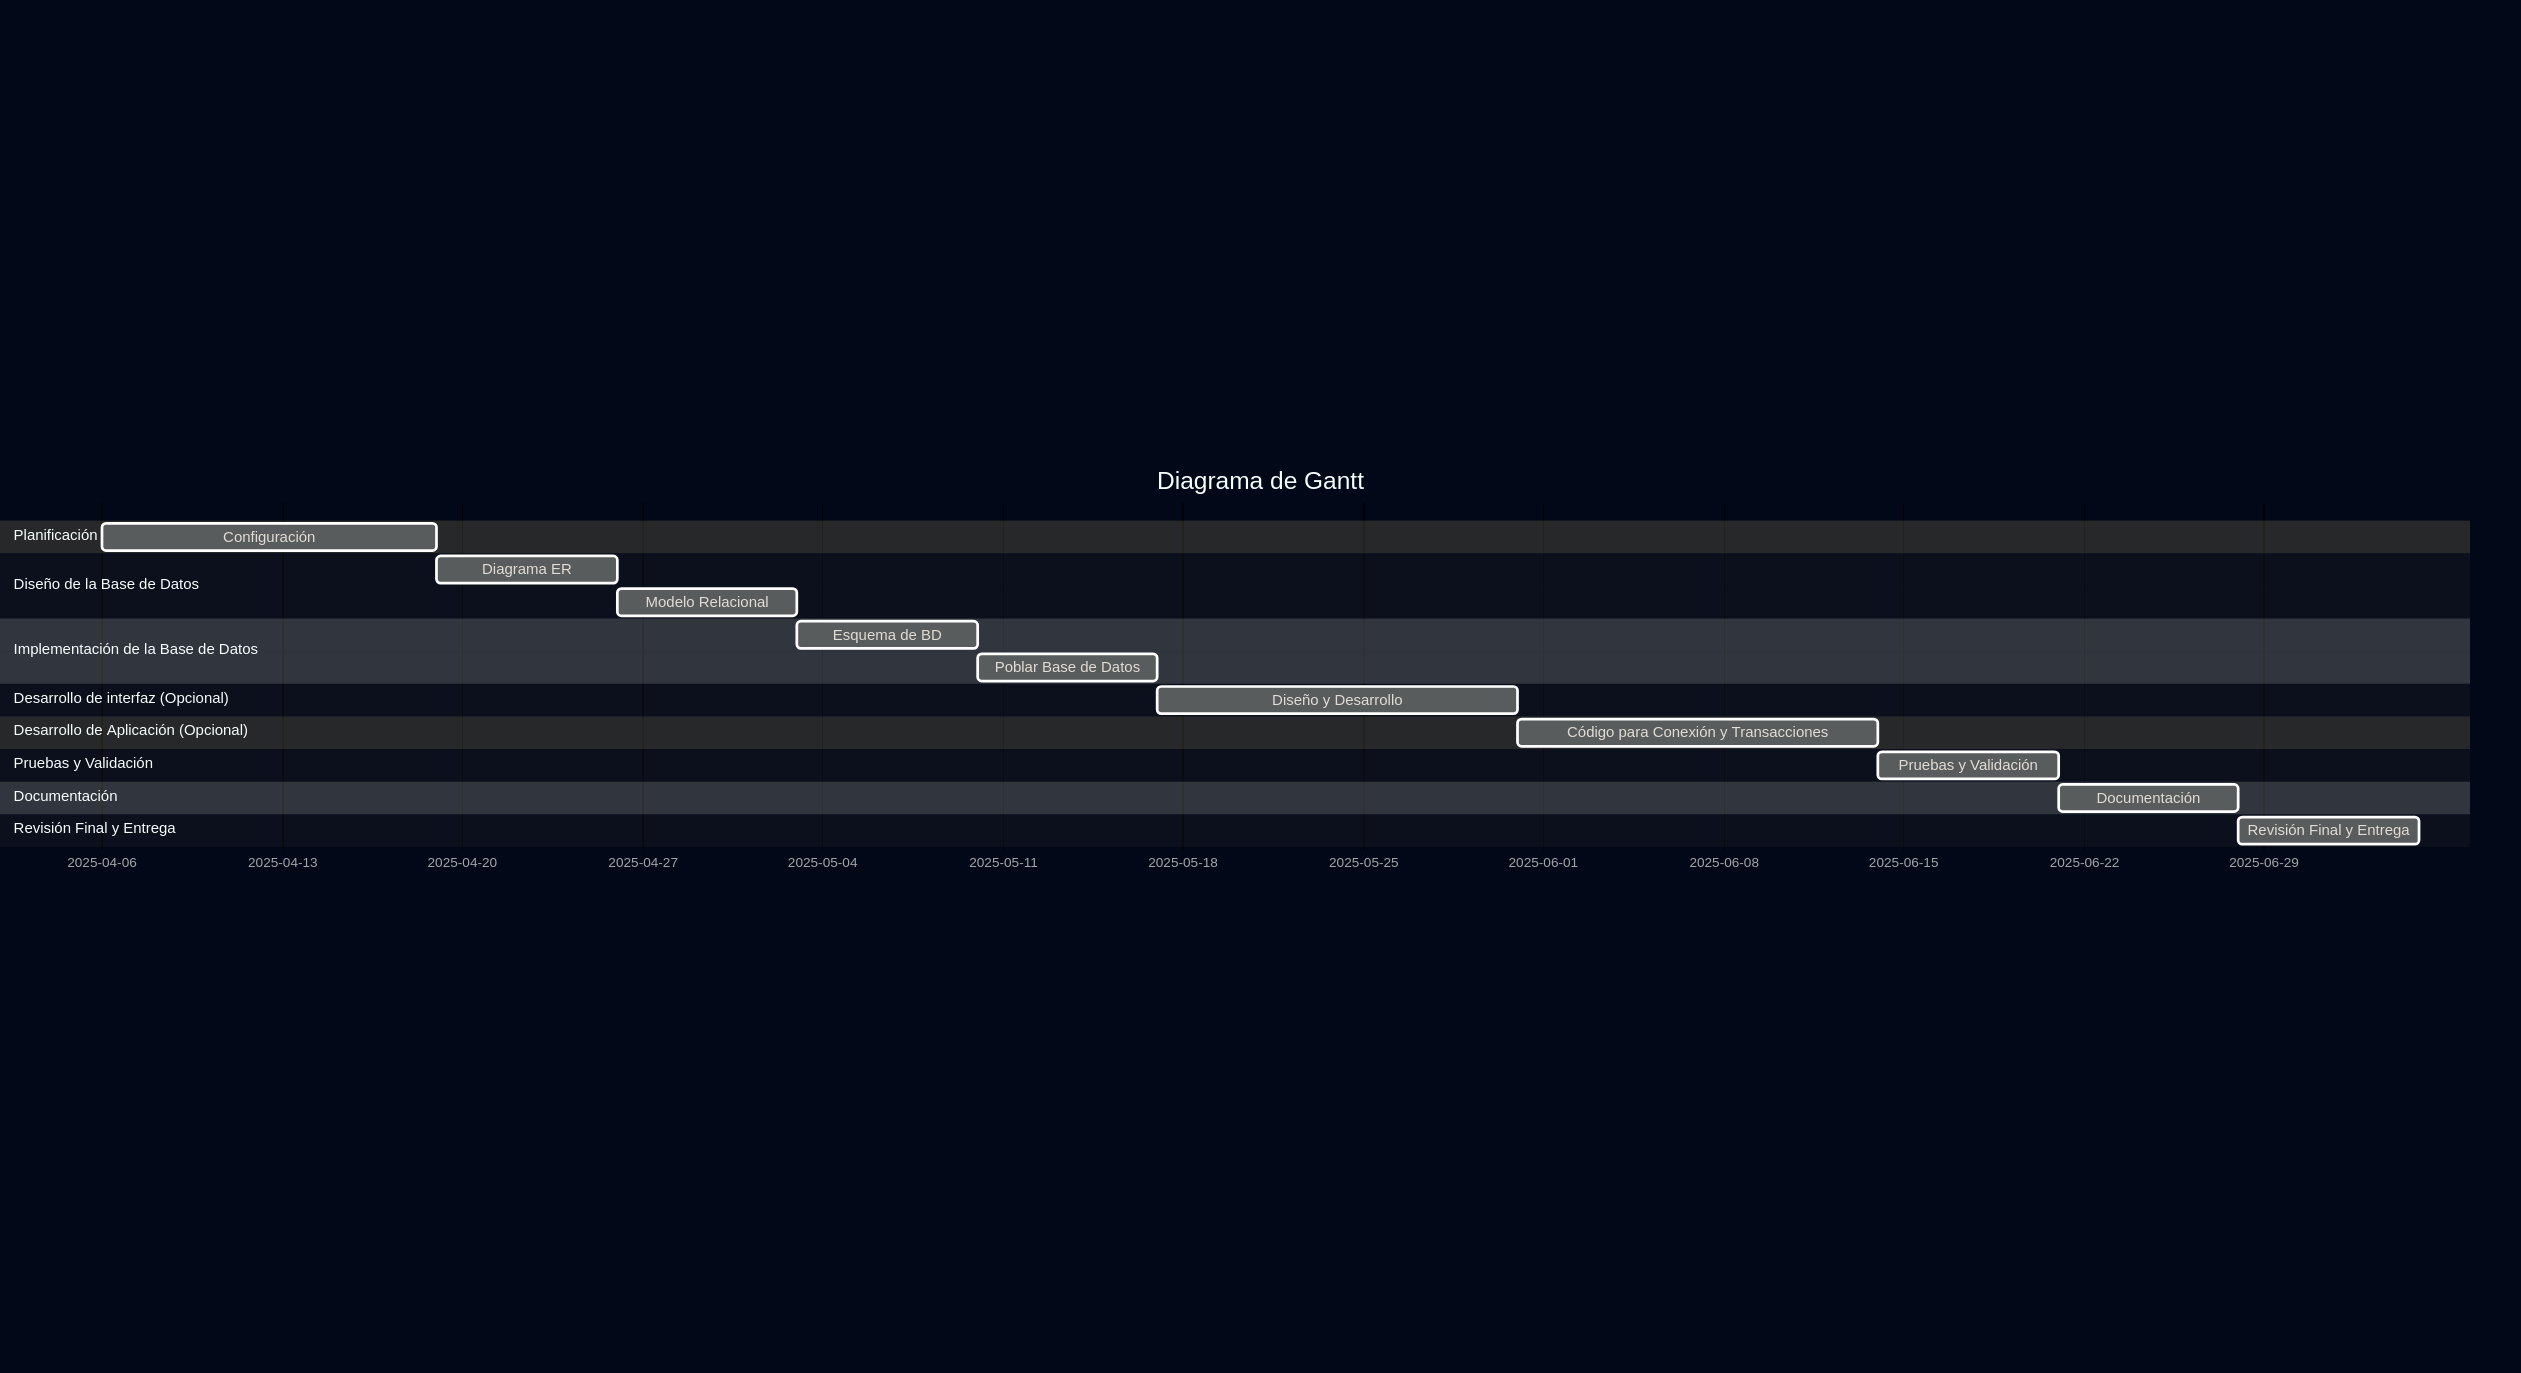 Diagrama de Gantt
Planificación
Configuración
Diseño de la Base de Datos
Diagrama ER
Modelo Relacional
Implementación de la Base de Datos
Esquema de BD
Poblar Base de Datos
Desarrollo de interfaz (Opcional)
Diseño y Desarrollo
Desarrollo de Aplicación (Opcional)
Código para Conexión y Transacciones
Pruebas y Validación
Pruebas y Validación
Documentación
Documentación
Revisión Final y Entrega
Revisión Final y Entrega
2025-04-06 2025-04-13 2025-04-20 2025-04-27 2025-05-04 2025-05-11 2025-05-18 2025-05-25 2025-06-01 2025-06-08 2025-06-15 2025-06-22 2025-06-29